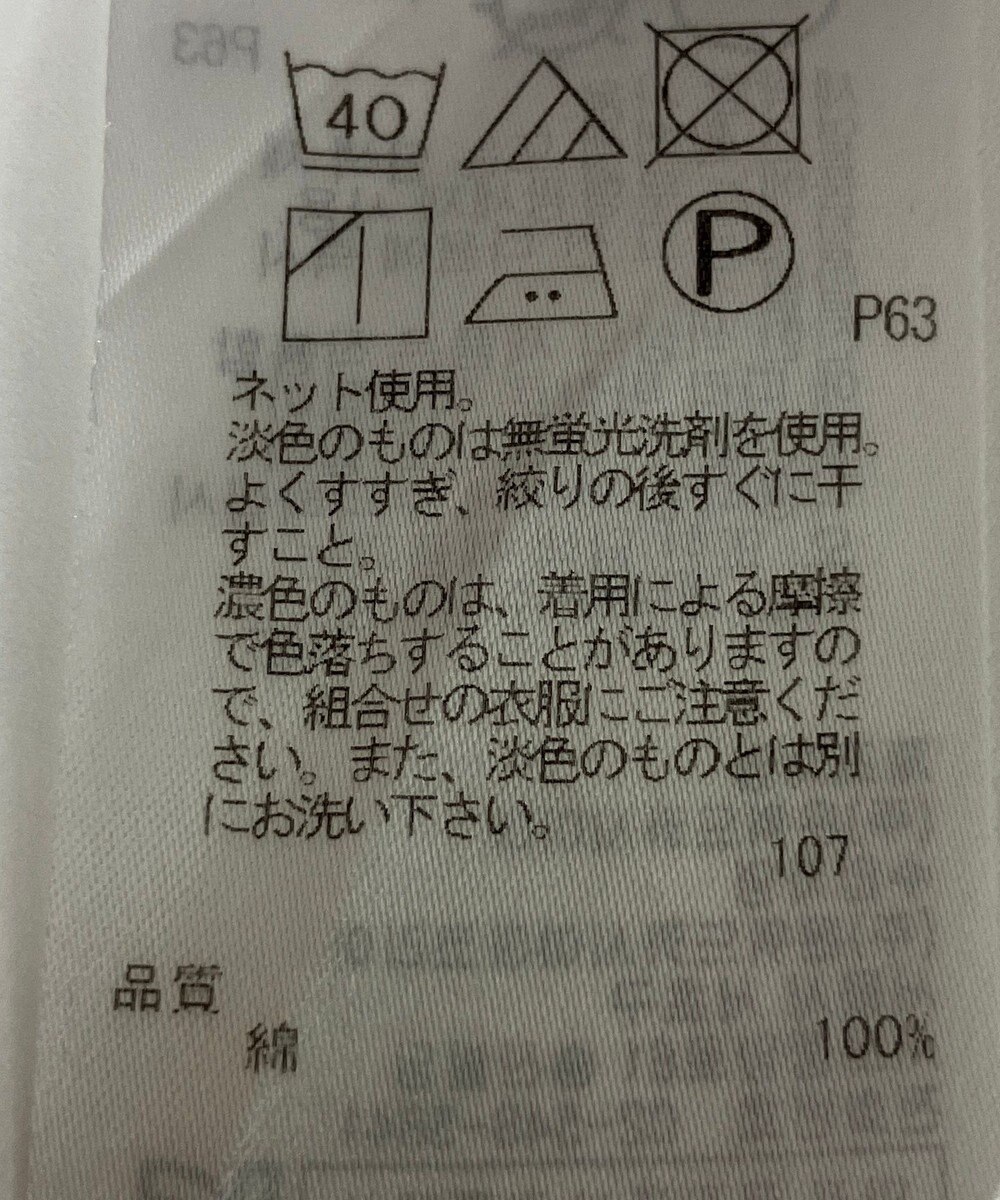 40
P
P63
ネット使用。
淡色のものは無蛍光洗剤を使用。
よくすすぎ、絞りの後すぐに干
すこと。
濃色のものは、着用による摩擦
で色落ちすることがありますの
で、組合せの衣服にご注意くだ
さい。また、淡色のものとは別
にお洗い下さい。
107
品質
綿 100%